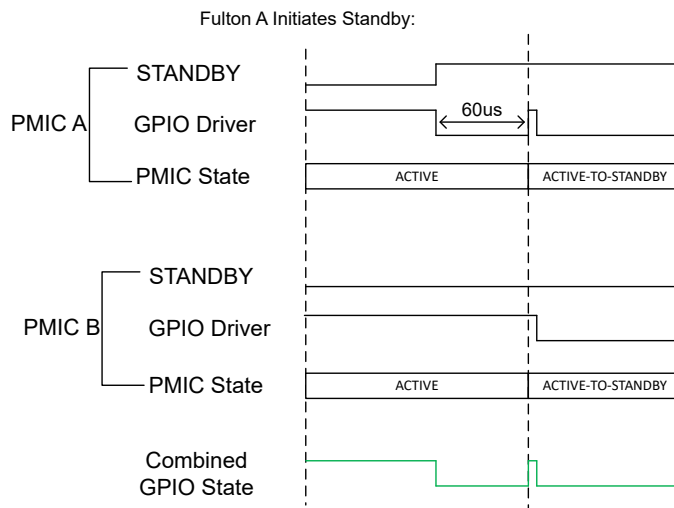 Fulton A Initiates Standby:
STANDBY
60us
PMIC A
GPIO Driver
PMIC State
ACTIVE
ACTIVE-TO-STANDBY
STANDBY
PMIC B
GPIO Driver
PMIC State
ACTIVE
ACTIVE-TO-STANDBY
Combined
GPIO State